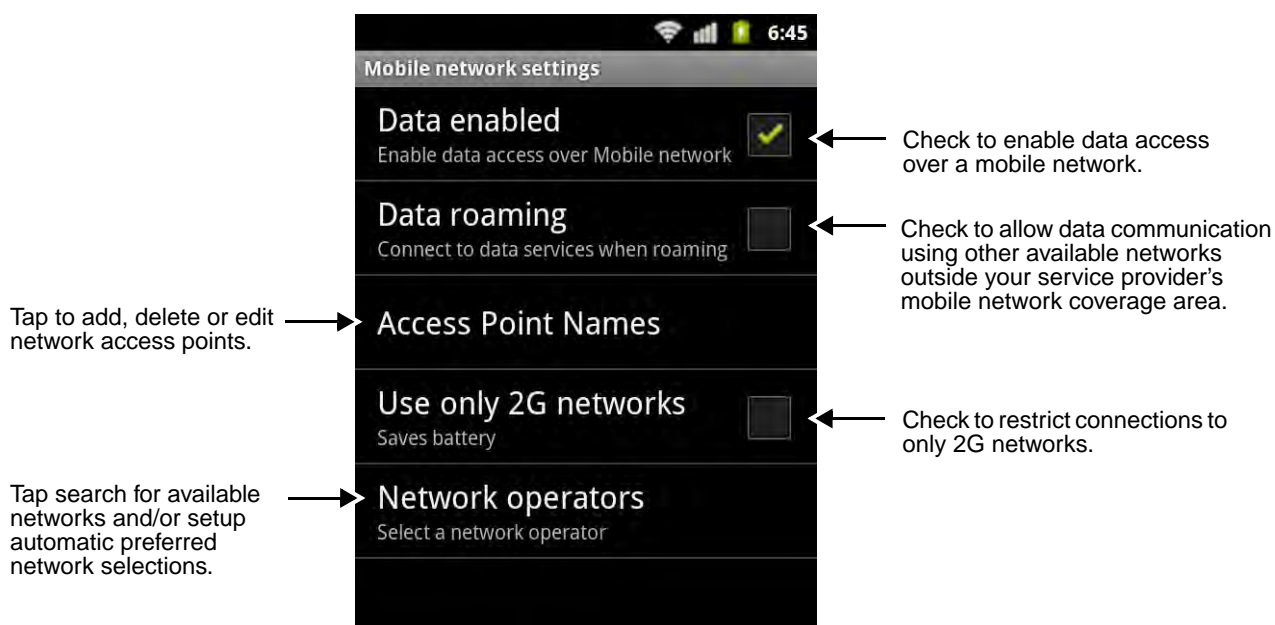 6:45
Mobile network settings
Data enabled
Enable data access over Mobile network
Check to enable data access
over a mobile network.
Data roaming
Connect to data services when roaming
Check to allow data communication
using other available networks
outside your service provider's
mobile network coverage area.
Tap to add, delete or edit
network access points.
Access Point Names
Use only 2G networks
Saves battery
Check to restrict connections to
only 2G networks.
Tap search for available
networks and/or setup
automatic preferred
network selections.
Network operators
Select a network operator